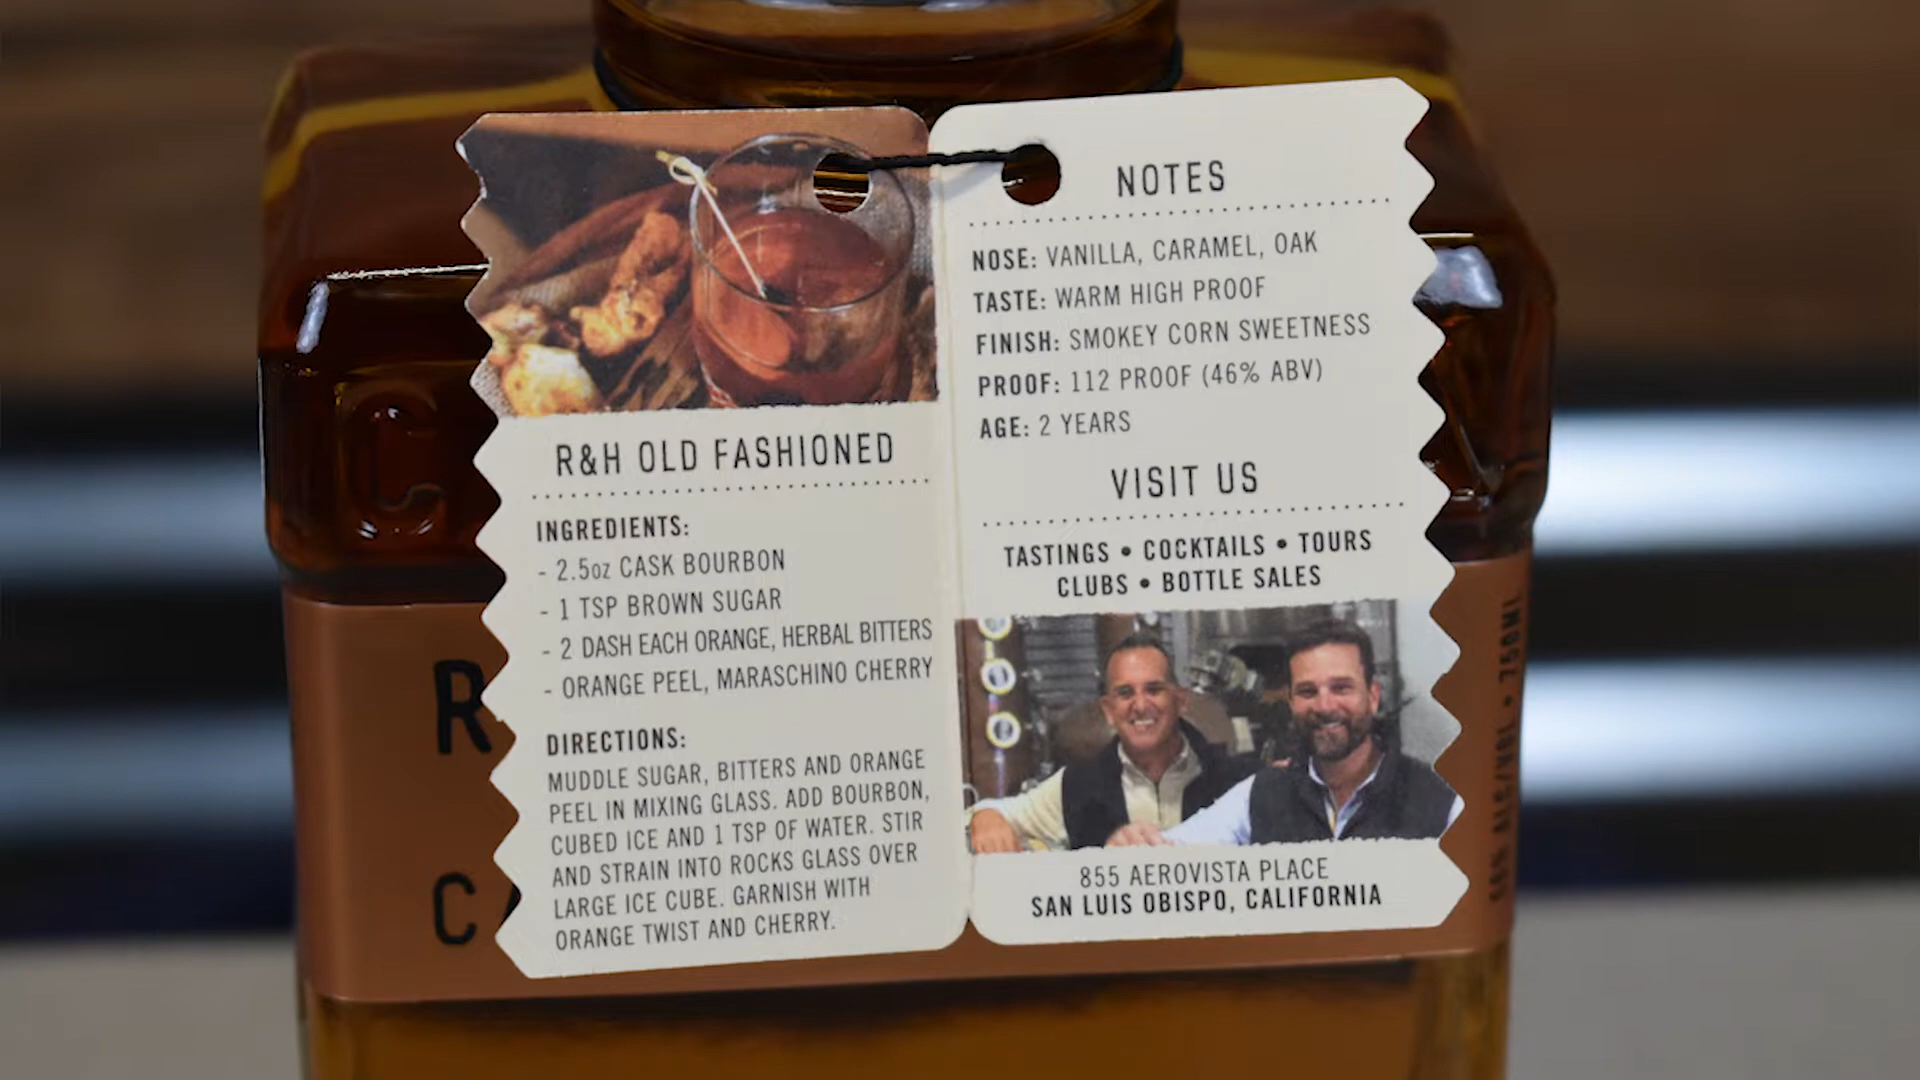 R&H OLD FASHIONED
INGREDIENTS:
- 2.5oz CASK BOURBON
- 1 TSP BROWN SUGAR
- 2 DASH EACH ORANGE, HERBAL BITTERS
- ORANGE PEEL, MARASCHINO CHERRY
DIRECTIONS:
MUDDLE SUGAR, BITTERS AND ORANGE
PEEL IN MIXING GLASS. ADD BOURBON,
CUBED ICE AND 1 TSP OF WATER. STIR
AND STRAIN INTO ROCKS GLASS OVER
LARGE ICE CUBE. GARNISH WITH
ORANGE TWIST AND CHERRY.
NOTES
NOSE: VANILLA, CARAMEL, OAK
TASTE: WARM HIGH PROOF
FINISH: SMOKEY CORN SWEETNESS
PROOF: 112 PROOF (46% ABV)
AGE: 2 YEARS
VISIT US
TASTINGS • COCKTAILS • TOURS
CLUBS • BOTTLE SALES
855 AEROVISTA PLACE
SAN LUIS OBISPO, CALIFORNIA
C
R
C
ALC/VOL • 750ML